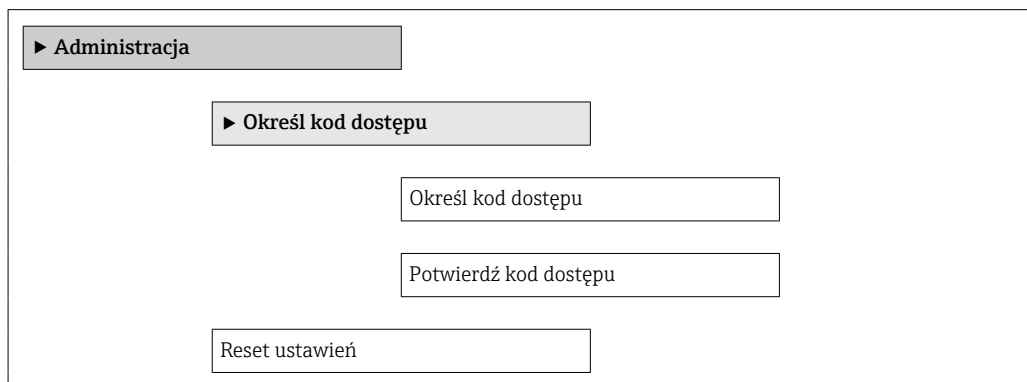 ▶ Administracja
▶ Określ kod dostępu
Określ kod dostępu
Potwierdź kod dostępu
Reset ustawień